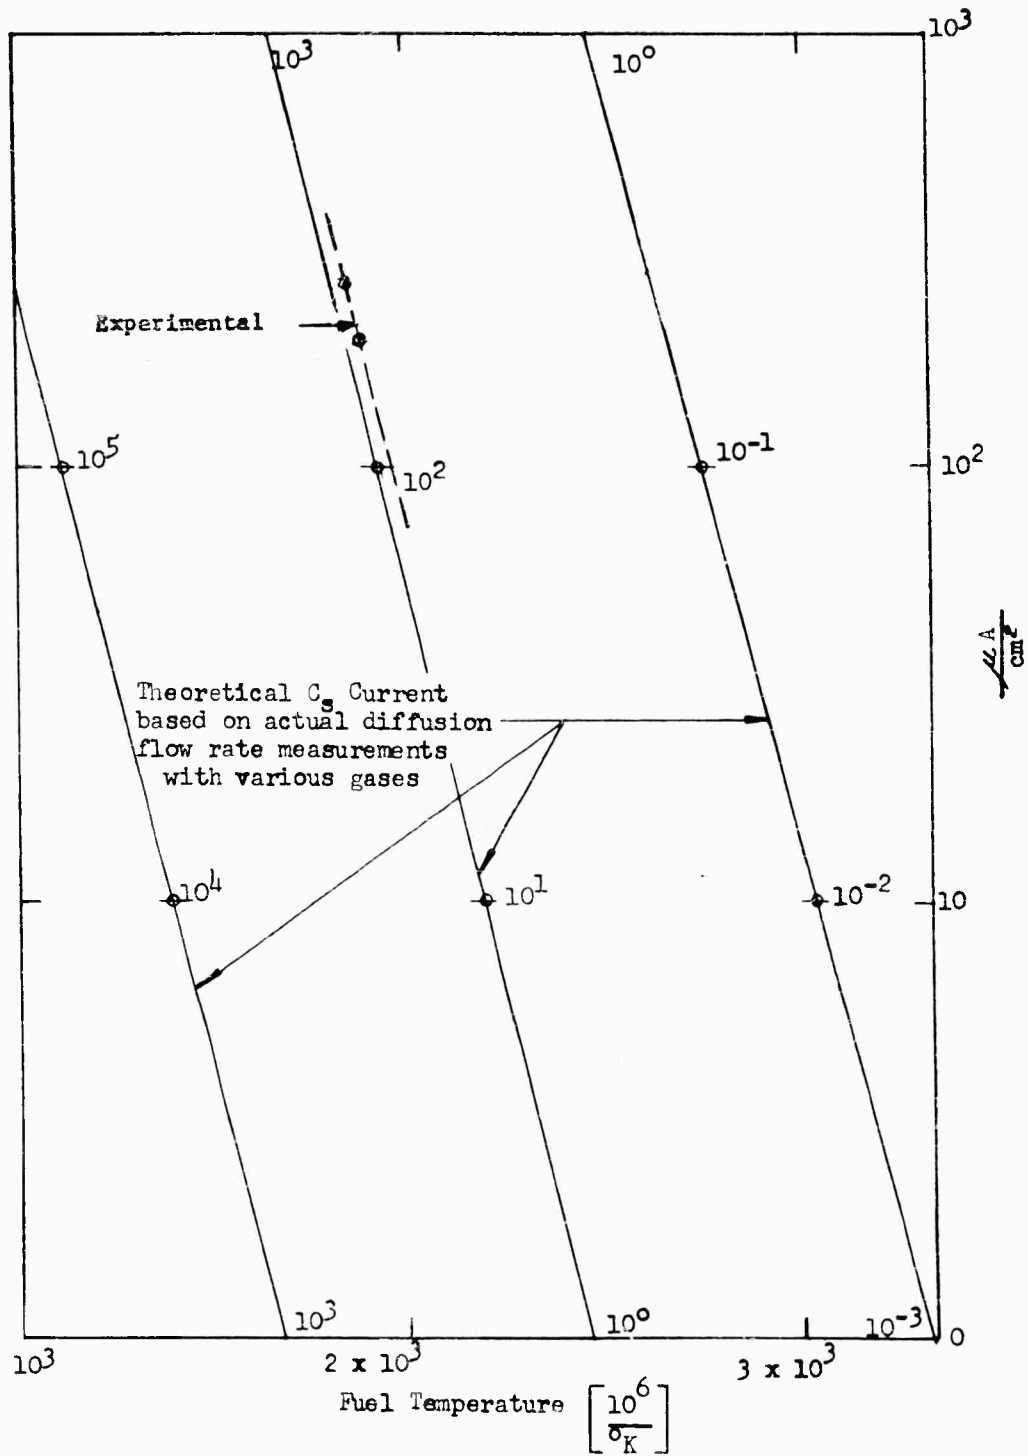 10³
10³
10⁰
Experimental
10⁵
10²
10⁻¹
10²
μA
cm²
Theoretical Cs Current
based on actual diffusion
flow rate measurements
with various gases
10⁴
10¹
10⁻²
10
10³
10⁰
10⁻³
0
10³
2 x 10³
3 x 10³
Fuel Temperature [10⁶
°K]